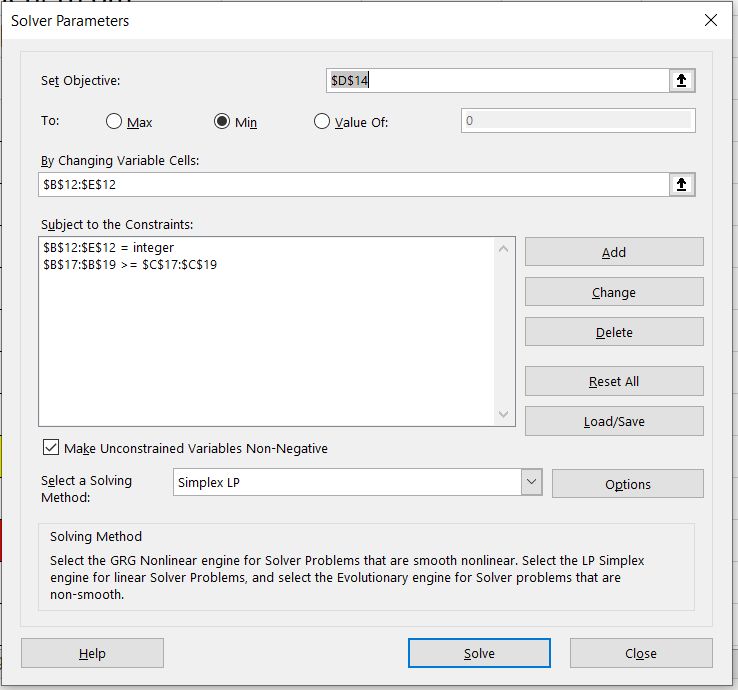 Solver Parameters
Set Objective: $D$14
To: Max Min Value Of: 0
By Changing Variable Cells:
$B$12:$E$12
Subject to the Constraints:
$B$12:$E$12 = integer
$B$17:$B$19 >= $C$17:$C$19
Add
Change
Delete
Reset All
Load/Save
Make Unconstrained Variables Non-Negative
Select a Solving
Method:
Simplex LP
Options
Solving Method
Select the GRG Nonlinear engine for Solver Problems that are smooth nonlinear. Select the LP Simplex
engine for linear Solver Problems, and select the Evolutionary engine for Solver problems that are
non-smooth.
Help Solve Close